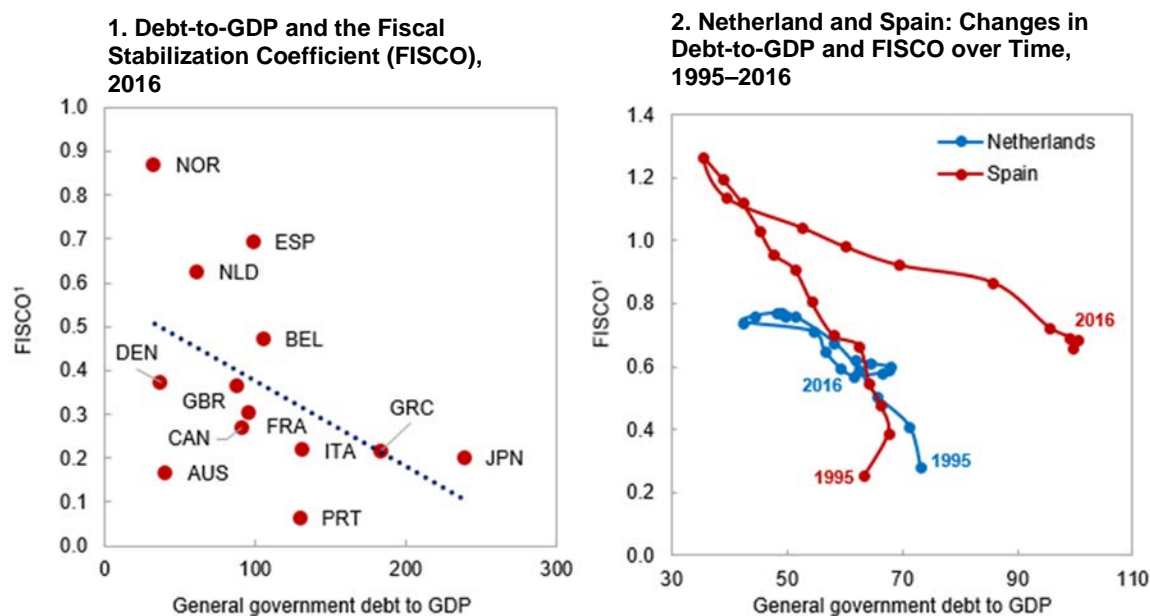 1. Debt-to-GDP and the Fiscal
Stabilization Coefficient (FISCO),
2016
1.0
0.9
0.8
0.7
0.6
0.5
0.4
0.3
0.2
0.1
0.0
FISCO¹
NOR
ESP
NLD
BEL
DEN
GBR
FRA
CAN
GRC
ITA
JPN
AUS
PRT
0
100
200
300
General government debt to GDP
2. Netherland and Spain: Changes in
Debt-to-GDP and FISCO over Time,
1995–2016
1.4
1.2
1.0
0.8
0.6
0.4
0.2
0.0
FISCO¹
Netherlands
Spain
2016
2016
1995
1995
30
50
70
90
110
General government debt to GDP